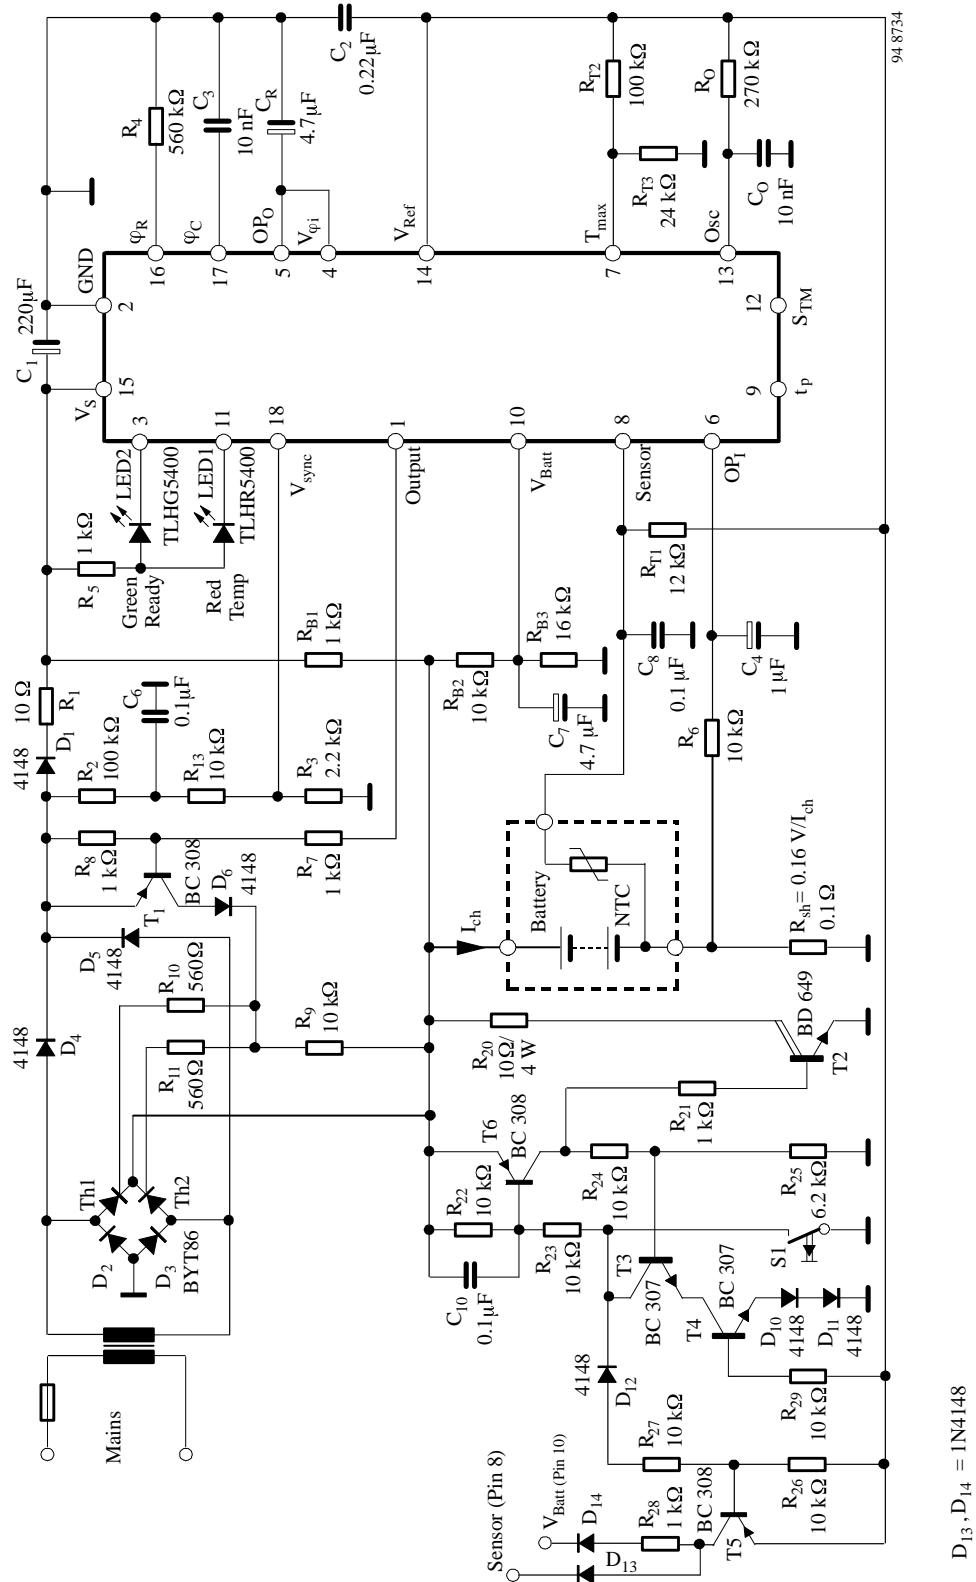 C1
220µF
VS
15
2
GND
R4
560 kΩ
C3
10 nF
CR
4.7µF
C2
0.22µF
RT2
100 kΩ
RO
270 kΩ
RT3
24 kΩ
CO
10 nF
94 8734
φR
16
φC
17
OPO
5
Vφi
4
VRef
14
Tmax
7
Osc
13
STM
12
tp
9
3
11
18
Vsync
1
Output
10
VBatt
8
Sensor
6
OPI
R5
1 kΩ
LED2
TLHG5400
LED1
TLHR5400
Green
Ready
Red
Temp
RB1
1 kΩ
RB2
10 kΩ
RB3
16 kΩ
C7
4.7 µF
C8
0.1 µF
RT1
12 kΩ
C4
1 µF
R6
10 kΩ
10 Ω
R1
D1
4148
R2
100 kΩ
C6
0.1µF
R13
10 kΩ
R3
2.2 kΩ
R8
1 kΩ
R7
1 kΩ
T1
BC 308
D6
4148
D5
4148
4148
D4
R10
560Ω
R11
560Ω
R9
10 kΩ
Ich
Battery
NTC
Rsh= 0.16 V/Ich
0.1Ω
Th1
Th2
D2
D3
BYT86
Mains
R20
10Ω/
4 W
BD 649
T2
R21
1 kΩ
T6
BC 308
R22
10 kΩ
C10
0.1µF
R23
10 kΩ
R24
10 kΩ
R25
6.2 kΩ
S1
T3
BC 307
T4
BC 307
D10
4148
D11
4148
4148
D12
R27
10 kΩ
R29
10 kΩ
R26
10 kΩ
R28
1 kΩ
BC 308
T5
Sensor (Pin 8)
VBatt (Pin 10)
D14
D13
D13 , D14 = 1N4148